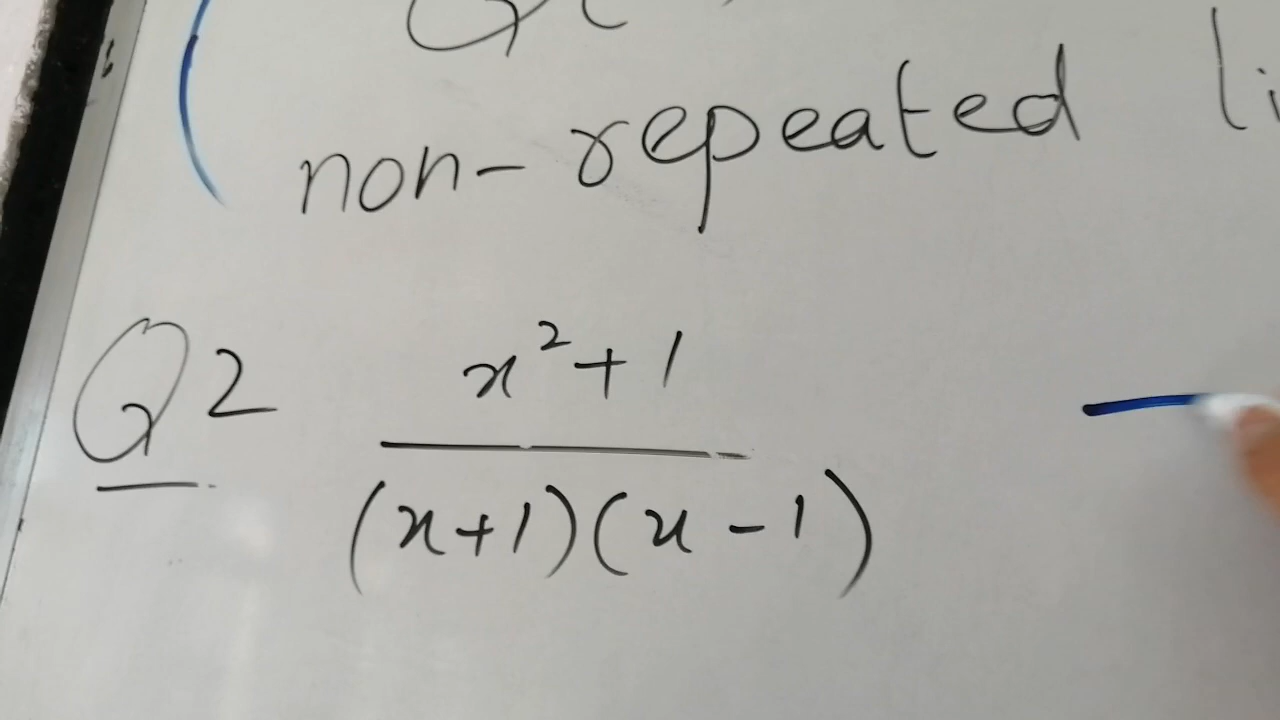 non-repeated
Q2 x²+1
(x+1)(x-1)